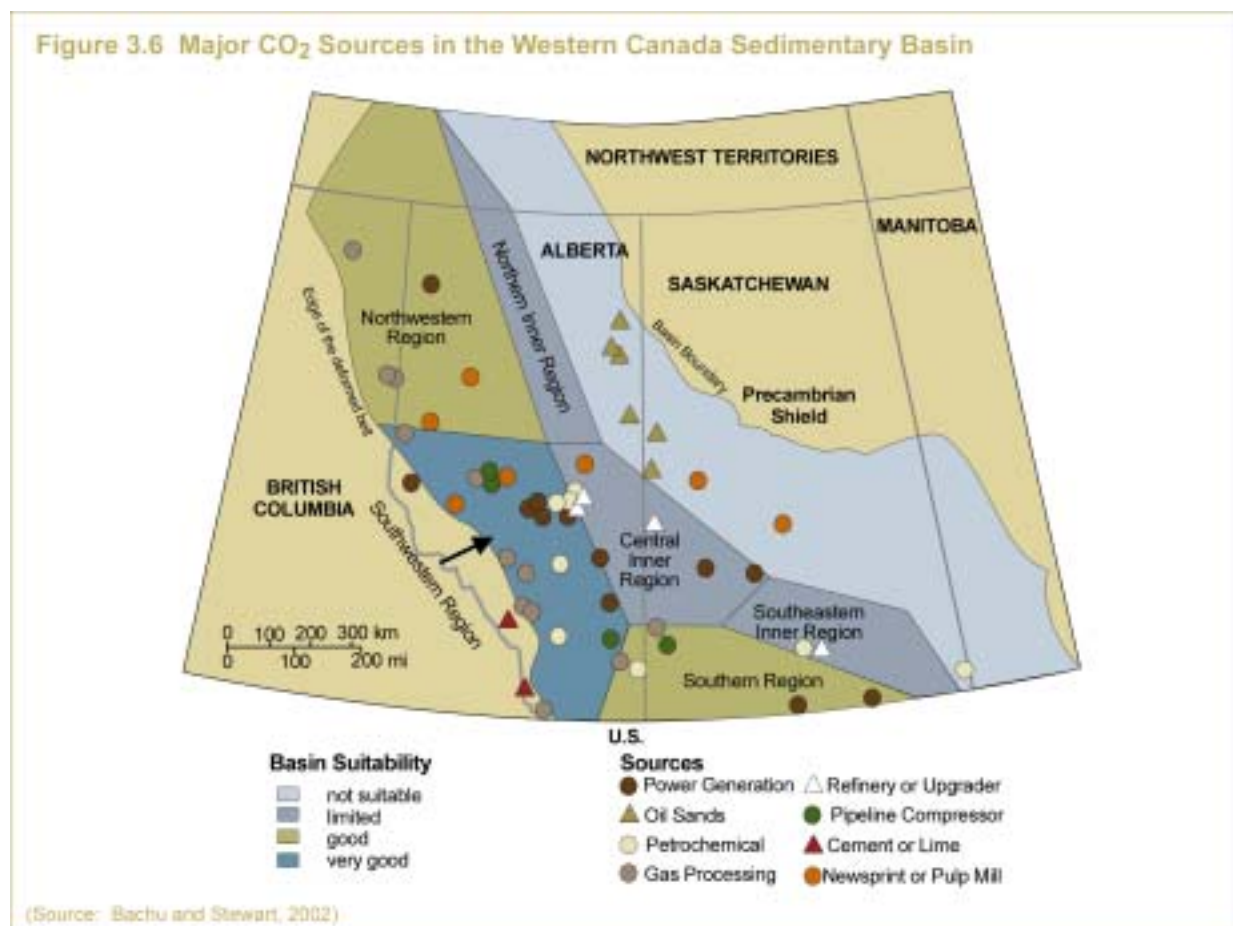 Figure 3.6 Major CO2 Sources in the Western Canada Sedimentary Basin
NORTHWEST TERRITORIES
MANITOBA
ALBERTA
SASKATCHEWAN
Northern Inner Region
Edge of the deformed belt
Northwestern
Region
Basin Boundary
Precambrian
Shield
BRITISH
COLUMBIA
Southwestern Region
Central
Inner
Region
Southeastern
Inner Region
0 100 200 300 km
0 100 200 mi
Southern Region
U.S.
Basin Suitability
not suitable
limited
good
very good
Sources
Power Generation
Oil Sands
Petrochemical
Gas Processing
Refinery or Upgrader
Pipeline Compressor
Cement or Lime
Newsprint or Pulp Mill
(Source: Bachu and Stewart, 2002)